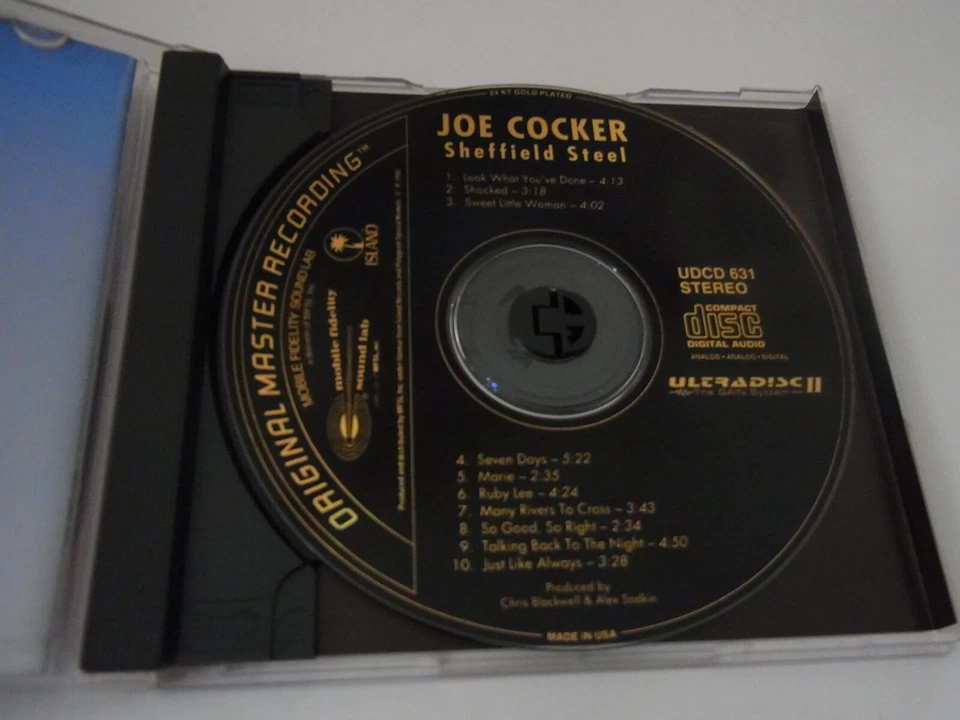 24 KT GOLD PLATED
JOE COCKER
Sheffield Steel
1. Look What You've Done – 4:13
2. Shocked – 3:18
3. Sweet Little Woman – 4:02
ORIGINAL MASTER RECORDING™
MOBILE FIDELITY SOUND LAB
ISLAND
mobile fidelity
sound lab
UDCD 631
STEREO
COMPACT
disc
DIGITAL AUDIO
ANALOG • ANALOG • DIGITAL
ULTRADISC II
4. Seven Days – 5:22
5. Marie – 2:35
6. Ruby Lee – 4:24
7. Many Rivers To Cross – 3:43
8. So Good, So Right – 2:34
9. Talking Back To The Night – 4:50
10. Just Like Always – 3:28
Produced by
Chris Blackwell & Alex Sadkin
MADE IN USA